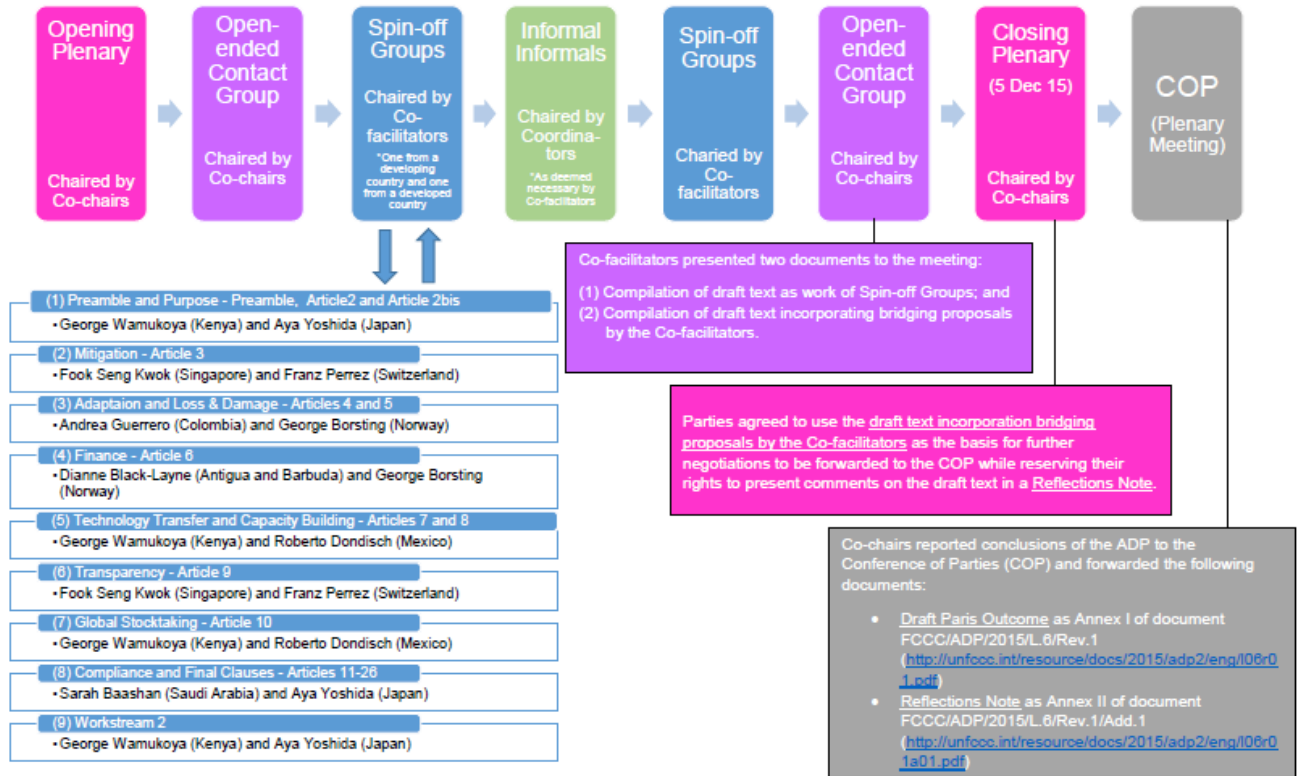 Opening
Plenary
Chaired by
Co-chairs
Open-
ended
Contact
Group
Chaired by
Co-chairs
Spin-off
Groups
Chaired by
Co-
facilitators
*One from a
developing
country and one
from a developed
country
Informal
Informals
Chaired by
Coordina-
tors
*As deemed
necessary by
Co-facilitators
Spin-off
Groups
Charied by
Co-
facilitators
Open-
ended
Contact
Group
Chaired by
Co-chairs
Closing
Plenary
(5 Dec 15)
Chaired by
Co-chairs
COP
(Plenary
Meeting)
(1) Preamble and Purpose - Preamble, Article2 and Article 2bis
•George Wamukoya (Kenya) and Aya Yoshida (Japan)
(2) Mitigation - Article 3
•Fook Seng Kwok (Singapore) and Franz Perrez (Switzerland)
(3) Adaptaion and Loss & Damage - Articles 4 and 5
•Andrea Guerrero (Colombia) and George Borsting (Norway)
(4) Finance - Article 6
•Dianne Black-Layne (Antigua and Barbuda) and George Borsting
(Norway)
(5) Technology Transfer and Capacity Building - Articles 7 and 8
•George Wamukoya (Kenya) and Roberto Dondisch (Mexico)
(6) Transparency - Article 9
•Fook Seng Kwok (Singapore) and Franz Perrez (Switzerland)
(7) Global Stocktaking - Article 10
•George Wamukoya (Kenya) and Roberto Dondisch (Mexico)
(8) Compliance and Final Clauses - Articles 11-26
•Sarah Baashan (Saudi Arabia) and Aya Yoshida (Japan)
(9) Workstream 2
•George Wamukoya (Kenya) and Aya Yoshida (Japan)
Co-facilitators presented two documents to the meeting:
(1) Compilation of draft text as work of Spin-off Groups; and
(2) Compilation of draft text incorporating bridging proposals
by the Co-facilitators.
Parties agreed to use the draft text incorporation bridging
proposals by the Co-facilitators as the basis for further
negotiations to be forwarded to the COP while reserving their
rights to present comments on the draft text in a Reflections Note.
Co-chairs reported conclusions of the ADP to the
Conference of Parties (COP) and forwarded the following
documents:
• Draft Paris Outcome as Annex I of document
FCCC/ADP/2015/L.6/Rev.1
(http://unfccc.int/resource/docs/2015/adp2/eng/l06r0
1.pdf)
• Reflections Note as Annex II of document
FCCC/ADP/2015/L.6/Rev.1/Add.1
(http://unfccc.int/resource/docs/2015/adp2/eng/l06r0
1a01.pdf)